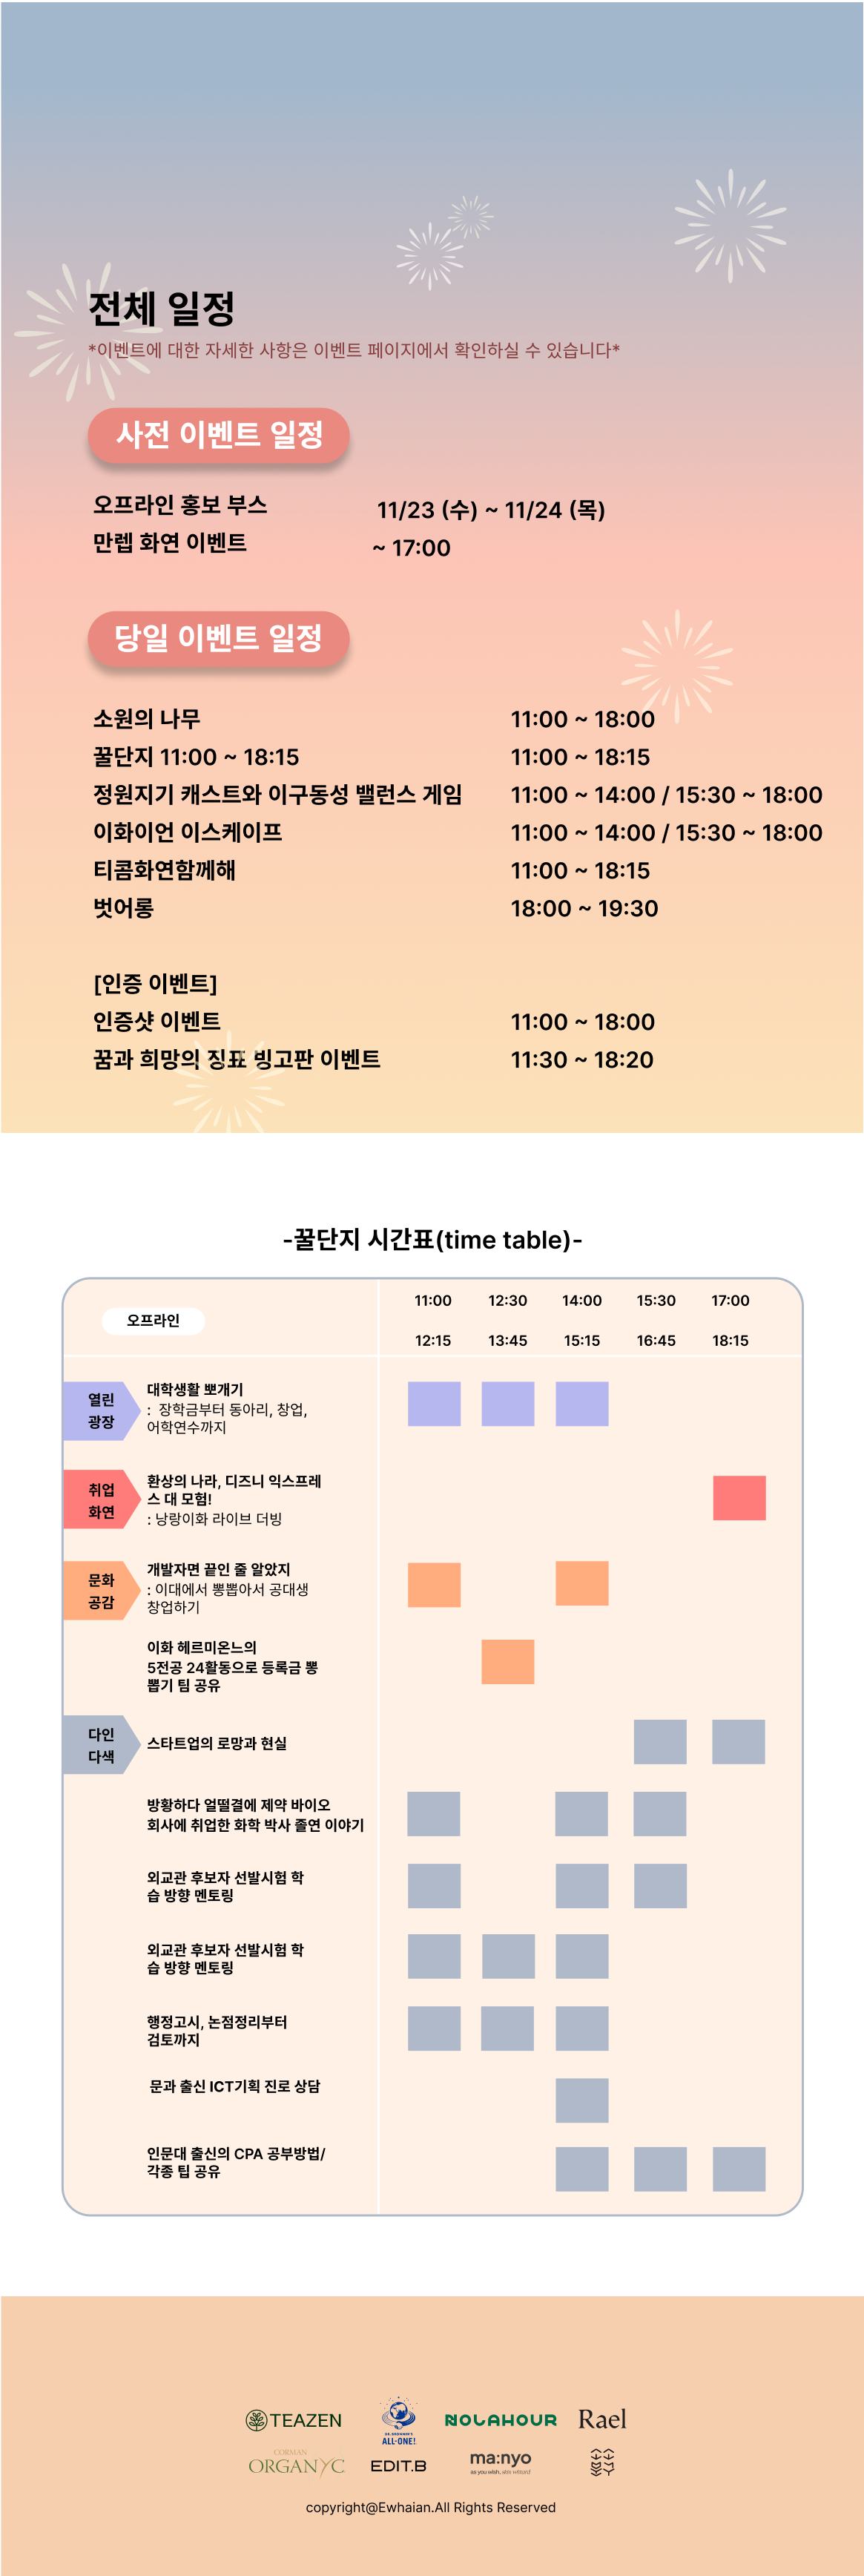 전체 일정
*이벤트에 대한 자세한 사항은 이벤트 페이지에서 확인하실 수 있습니다*
사전 이벤트 일정
오프라인 홍보 부스 11/23 (수) ~ 11/24 (목)
만렙 화연 이벤트 ~ 17:00
당일 이벤트 일정
소원의 나무 11:00 ~ 18:00
꿀단지 11:00 ~ 18:15 11:00 ~ 18:15
정원지기 캐스트와 이구동성 밸런스 게임 11:00 ~ 14:00 / 15:30 ~ 18:00
이화이언 이스케이프 11:00 ~ 14:00 / 15:30 ~ 18:00
티콤화연함께해 11:00 ~ 18:15
벗어롱 18:00 ~ 19:30
[인증 이벤트]
인증샷 이벤트 11:00 ~ 18:00
꿈과 희망의 징표 빙고판 이벤트 11:30 ~ 18:20
-꿀단지 시간표(time table)-
오프라인
11:00 12:30 14:00 15:30 17:00
12:15 13:45 15:15 16:45 18:15
열린
광장
대학생활 뽀개기
: 장학금부터 동아리, 창업,
어학연수까지
취업
화연
환상의 나라, 디즈니 익스프레
스 대 모험!
: 낭랑이화 라이브 더빙
문화
공감
개발자면 끝인 줄 알았지
: 이대에서 뽕뽑아서 공대생
창업하기
이화 헤르미온느의
5전공 24활동으로 등록금 뽕
뽑기 팀 공유
다인
다색
스타트업의 로망과 현실
방황하다 얼떨결에 제약 바이오
회사에 취업한 화학 박사 졸연 이야기
외교관 후보자 선발시험 학
습 방향 멘토링
외교관 후보자 선발시험 학
습 방향 멘토링
행정고시, 논점정리부터
검토까지
문과 출신 ICT기획 진로 상담
인문대 출신의 CPA 공부방법/
각종 팁 공유
TEAZEN
ALL-ONE!
NOLAHOUR
Rael
CORMAN
ORGANYC
EDIT.B
ma:nyo
copyright@Ewhaian.All Rights Reserved